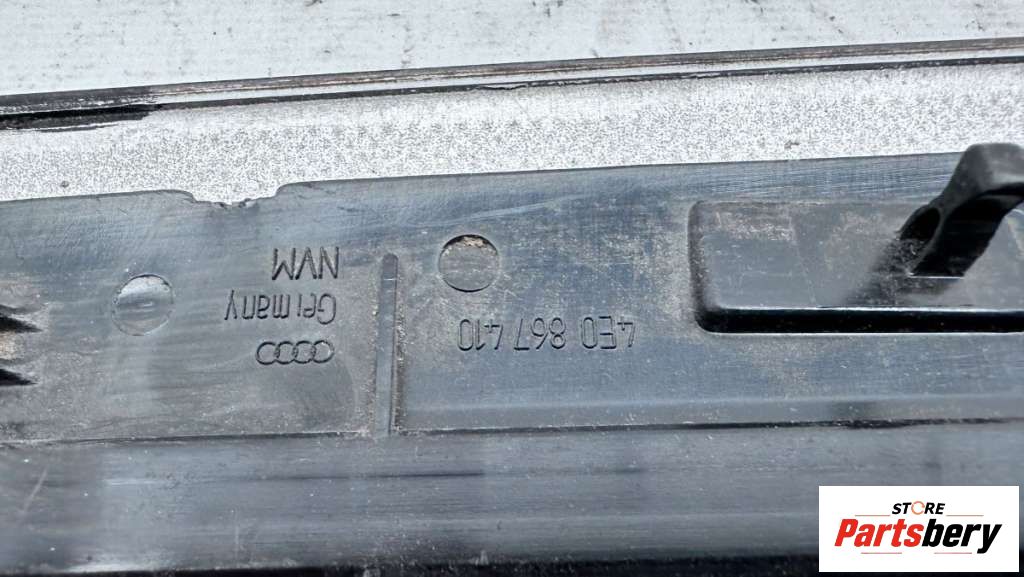 4E0 867 410
Germany
NVM
STORE
Partsbery